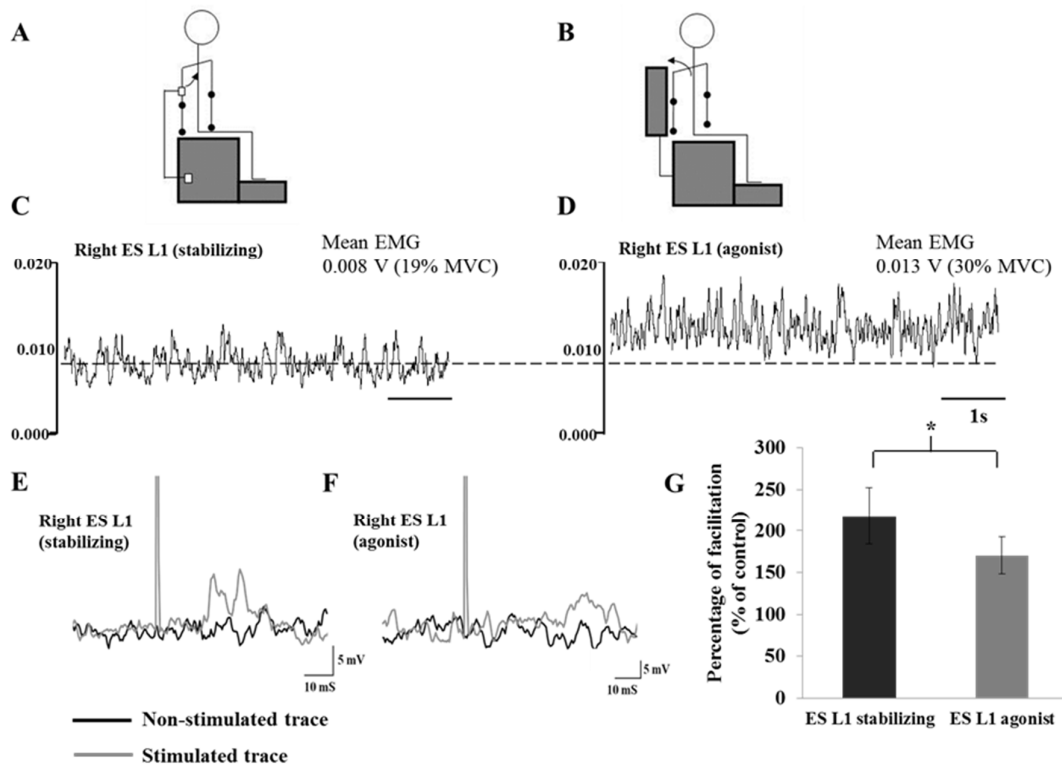 A
B
C
Right ES L1 (stabilizing)
Mean EMG
0.008 V (19% MVC)
0.020
0.010
0.000
D
Right ES L1 (agonist)
Mean EMG
0.013 V (30% MVC)
0.020
0.010
0.000
1s
E
Right ES L1
(stabilizing)
5 mV
10 mS
F
Right ES L1
(agonist)
5 mV
10 mS
Non-stimulated trace
Stimulated trace
G
Percentage of facilitation
(% of control)
300
250
200
150
100
50
0
*
ES L1 stabilizing
ES L1 agonist